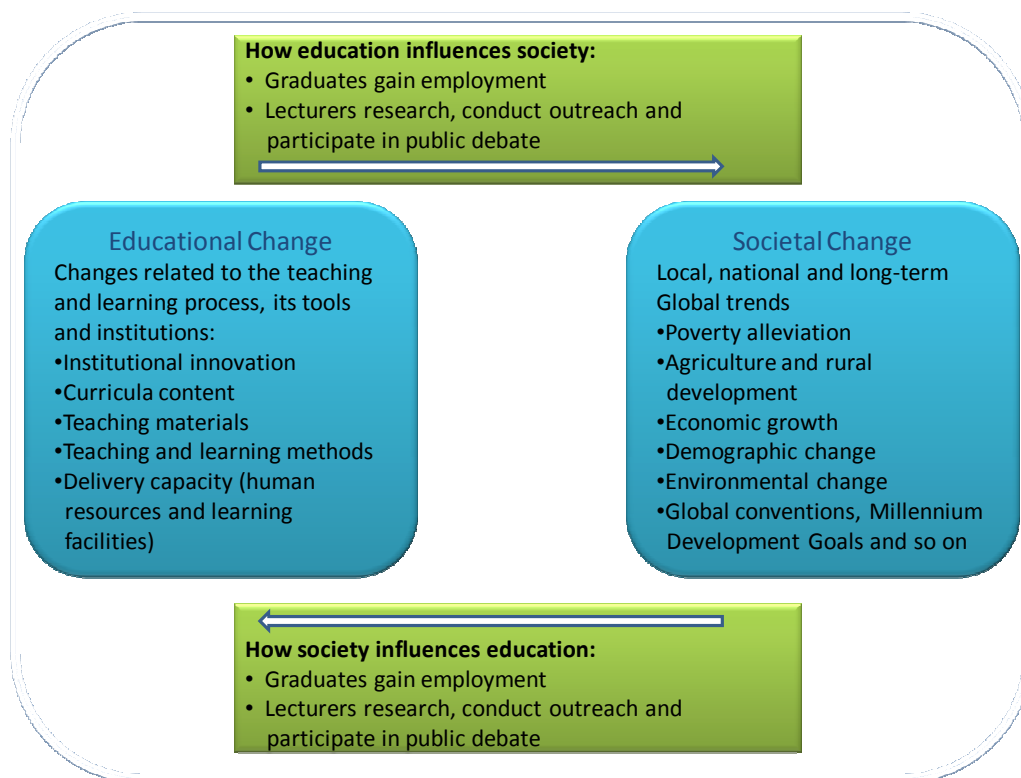 How education influences society:
• Graduates gain employment
• Lecturers research, conduct outreach and
participate in public debate
Educational Change
Changes related to the teaching
and learning process, its tools
and institutions:
•Institutional innovation
•Curricula content
•Teaching materials
•Teaching and learning methods
•Delivery capacity (human
resources and learning
facilities)
Societal Change
Local, national and long-term
Global trends
•Poverty alleviation
•Agriculture and rural
development
•Economic growth
•Demographic change
•Environmental change
•Global conventions, Millennium
Development Goals and so on
How society influences education:
• Graduates gain employment
• Lecturers research, conduct outreach and
participate in public debate